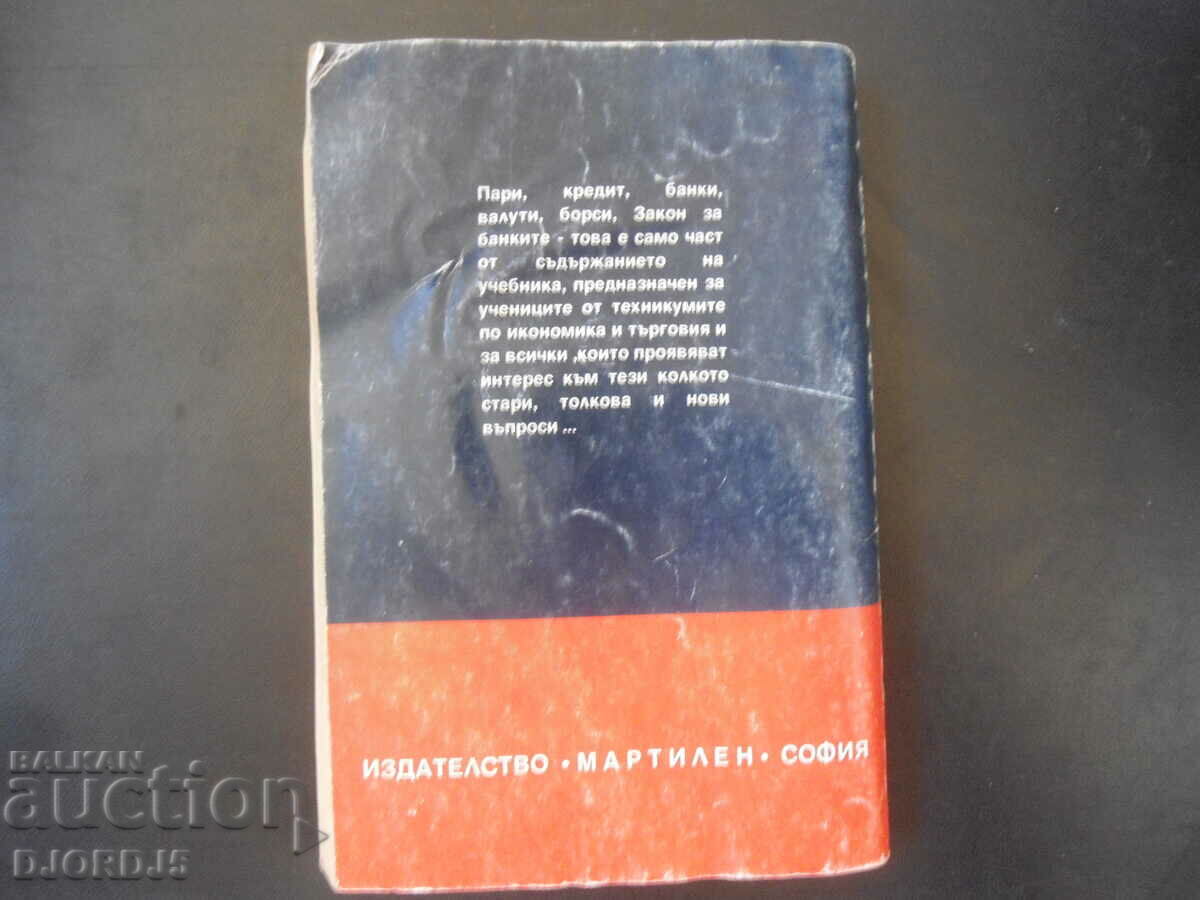 Пари, кредит, банки,
валути, борси, Закон за
банките - това е само част
от съдържанието на
учебника, предназначен за
учениците от техникумите
по икономика и търговия и
за всички ,които проявяват
интерес към тези колкото
стари, толкова и нови
въпроси ...
ИЗДАТЕЛСТВО • МАРТИЛЕН • СОФИЯ
BALKAN
auction
DJORDJ5